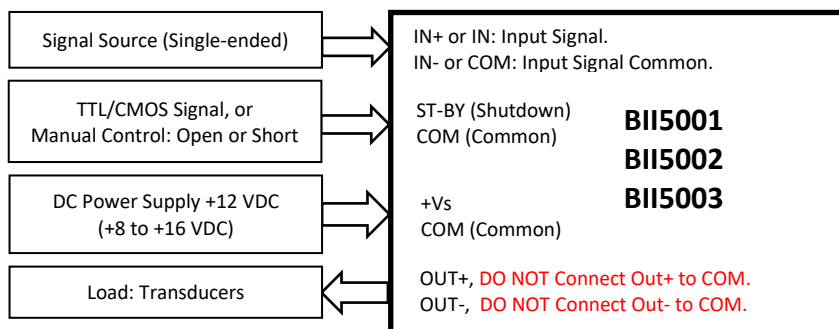 Signal Source (Single-ended)
IN+ or IN: Input Signal.
IN- or COM: Input Signal Common.
TTL/CMOS Signal, or
Manual Control: Open or Short
ST-BY (Shutdown)
COM (Common)
BII5001
BII5002
BII5003
DC Power Supply +12 VDC
(+8 to +16 VDC)
+Vs
COM (Common)
Load: Transducers
OUT+, DO NOT Connect Out+ to COM.
OUT-, DO NOT Connect Out- to COM.